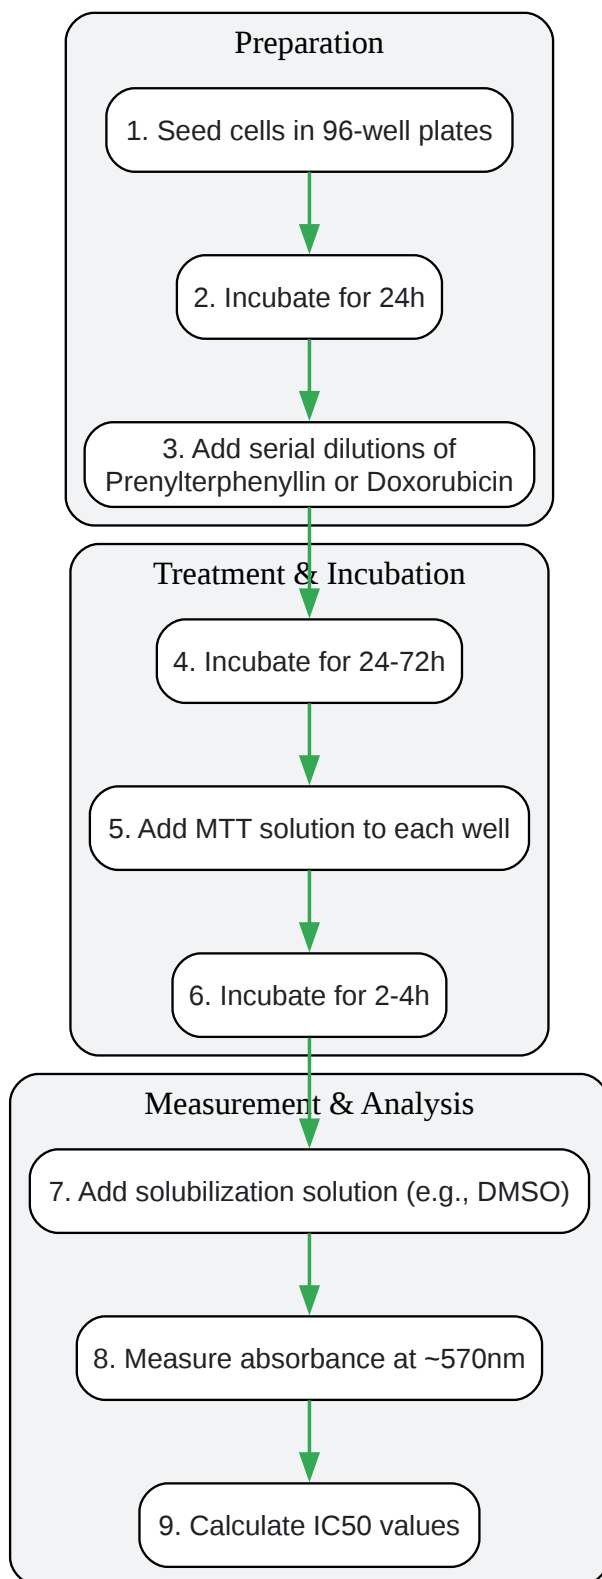 Preparation
1. Seed cells in 96-well plates
2. Incubate for 24h
3. Add serial dilutions of
Prenylterphenyllin or Doxorubicin
Treatment & Incubation
4. Incubate for 24-72h
5. Add MTT solution to each well
6. Incubate for 2-4h
Measurement & Analysis
7. Add solubilization solution (e.g., DMSO)
8. Measure absorbance at ~570nm
9. Calculate IC50 values